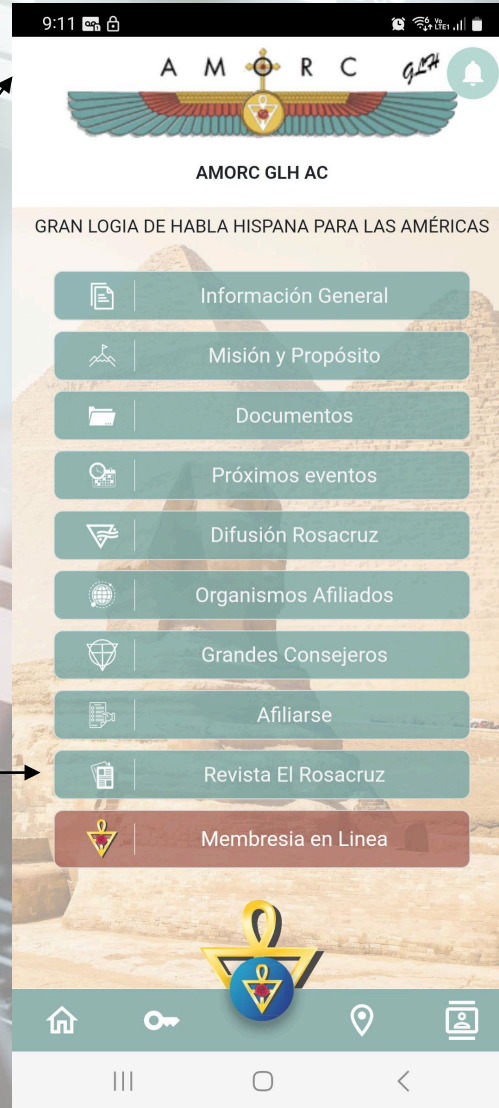 9:11
A M O R C
GLH
AMORC GLH AC
GRAN LOGIA DE HABLA HISPANA PARA LAS AMÉRICAS
Información General
Misión y Propósito
Documentos
Próximos eventos
Difusión Rosacruz
Organismos Afiliados
Grandes Consejeros
Afiliarse
Revista El Rosacruz
Membresia en Linea